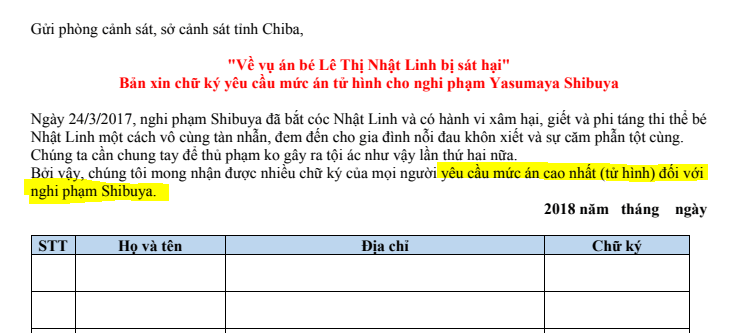 Gửi phòng cảnh sát, sở cảnh sát tỉnh Chiba,
"Về vụ án bé Lê Thị Nhật Linh bị sát hại"
Bản xin chữ ký yêu cầu mức án tử hình cho nghi phạm Yasumaya Shibuya
Ngày 24/3/2017, nghi phạm Shibuya đã bắt cóc Nhật Linh và có hành vi xâm hại, giết và phi táng thi thể bé
Nhật Linh một cách vô cùng tàn nhẫn, đem đến cho gia đình nỗi đau khôn xiết và sự căm phẫn tột cùng.
Chúng ta cần chung tay để thủ phạm ko gây ra tội ác như vậy lần thứ hai nữa.
Bởi vậy, chúng tôi mong nhận được nhiều chữ ký của mọi người yêu cầu mức án cao nhất (tử hình) đối với
nghi phạm Shibuya.
2018 năm tháng ngày
STT Họ và tên Địa chỉ Chữ ký